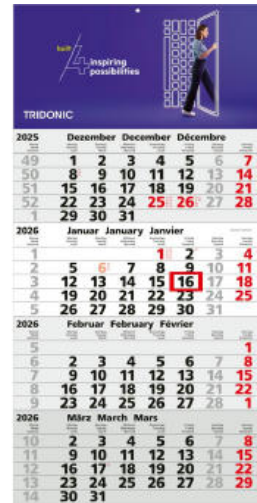 built
4 inspiring
possibilities
TRIDONIC
2025 Dezember December Décembre
49 1 2 3 4 5 6 7
50 8 9 10 11 12 13 14
51 15 16 17 18 19 20 21
52 22 23 24 25 26 27 28
1 29 30 31
2026 Januar January Janvier
1 1 2 3 4
2 5 6 7 8 9 10 11
3 12 13 14 15 16 17 18
4 19 20 21 22 23 24 25
5 26 27 28 29 30 31
2026 Februar February Février
5 1
6 2 3 4 5 6 7 8
7 9 10 11 12 13 14 15
8 16 17 18 19 20 21 22
9 23 24 25 26 27 28 1
2026 März March Mars
10 2 3 4 5 6 7 8
11 9 10 11 12 13 14 15
12 16 17 18 19 20 21 22
13 23 24 25 26 27 28 29
14 30 31